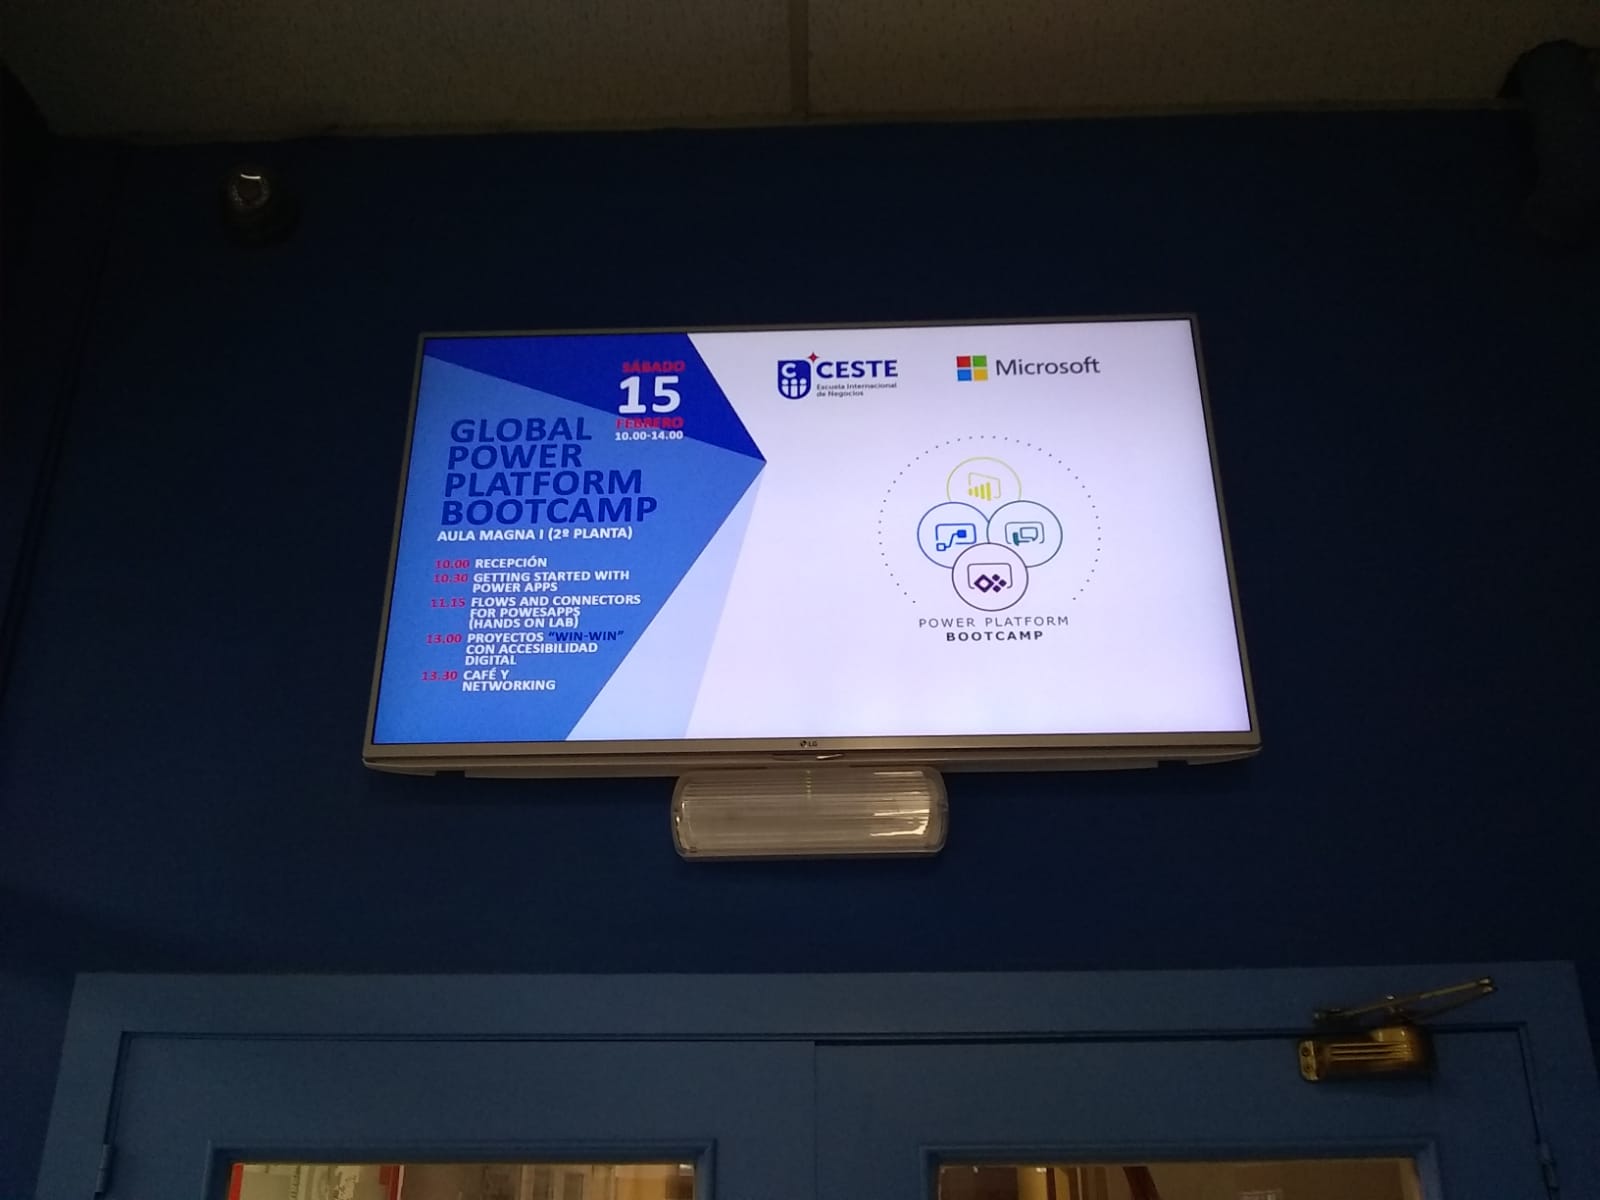 SÁBADO
15
FEBRERO
10.00-14.00
GLOBAL
POWER
PLATFORM
BOOTCAMP
AULA MAGNA I (2º PLANTA)
10.00 RECEPCIÓN
10.30 GETTING STARTED WITH
POWER APPS
11.15 FLOWS AND CONNECTORS
FOR POWESAPPS
(HANDS ON LAB)
13.00 PROYECTOS "WIN-WIN"
CON ACCESIBILIDAD
DIGITAL
13.30 CAFÉ Y
NETWORKING
CESTE
Escuela Internacional
de Negocios
Microsoft
POWER PLATFORM
BOOTCAMP
LG